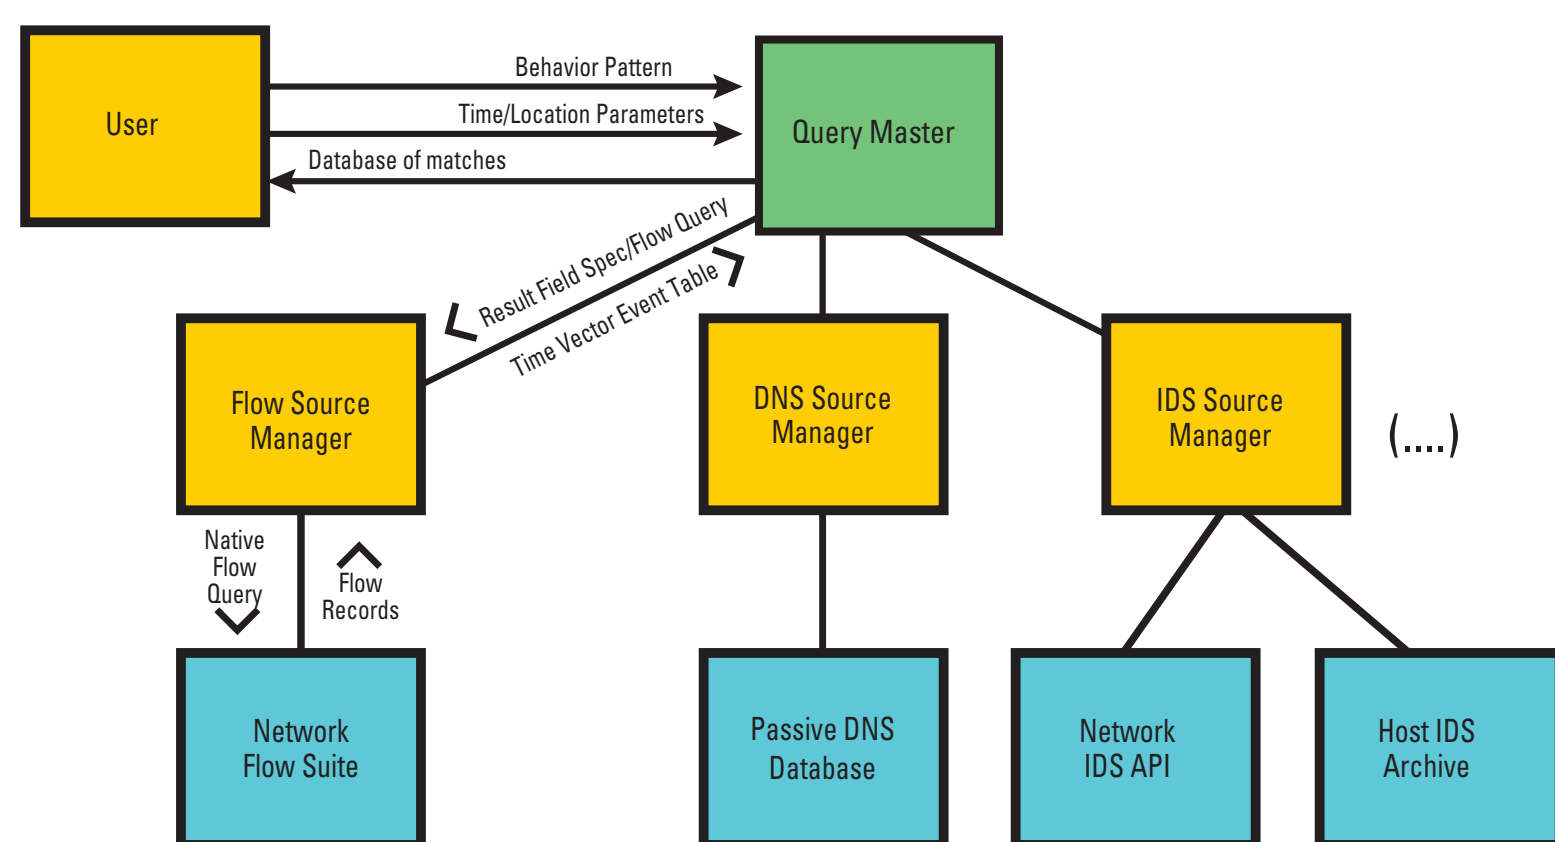 User
Behavior Pattern
Time/Location Parameters
Database of matches
Query Master
Result Field Spec/Flow Query
Time Vector Event Table
Flow Source
Manager
DNS Source
Manager
IDS Source
Manager
(....)
Native
Flow
Query
Flow
Records
Network
Flow Suite
Passive DNS
Database
Network
IDS API
Host IDS
Archive